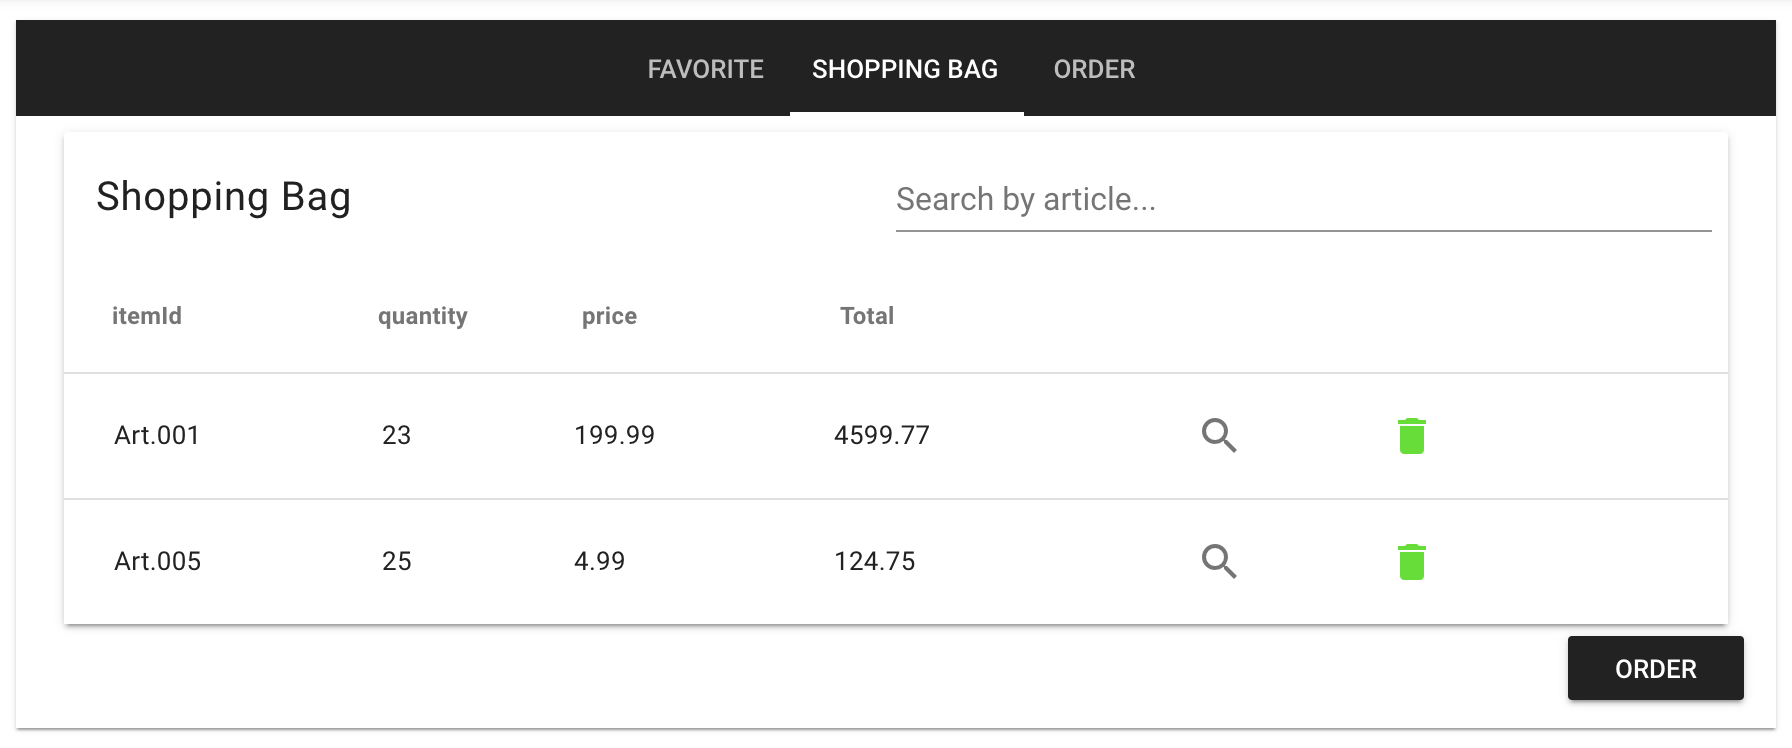 FAVORITE SHOPPING BAG ORDER
Shopping Bag Search by article...
itemId quantity price Total
Art.001 23 199.99 4599.77
Art.005 25 4.99 124.75
ORDER